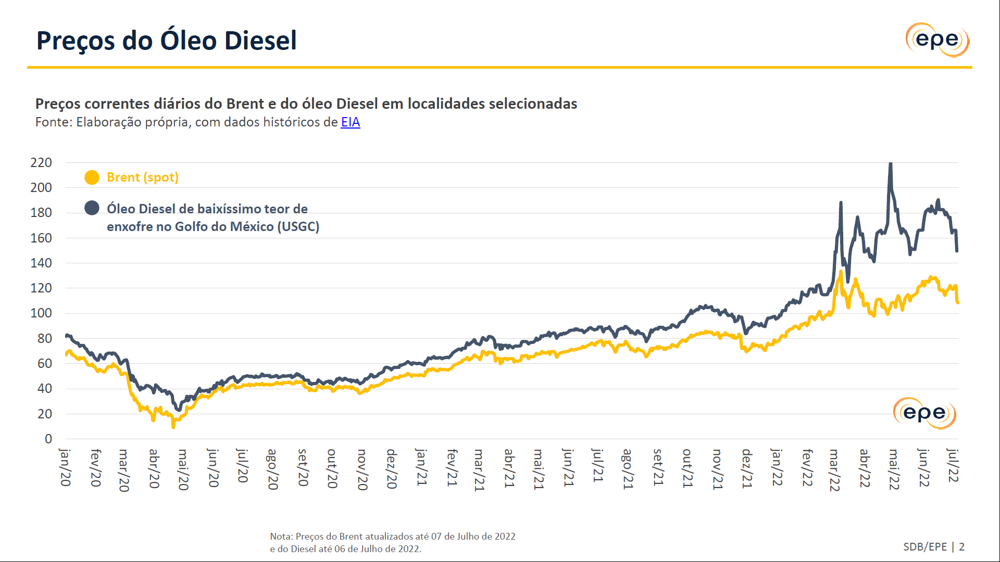 Preços do Óleo Diesel
epe
Preços correntes diários do Brent e do óleo Diesel em localidades selecionadas
Fonte: Elaboração própria, com dados históricos de EIA
220
200
180
160
140
120
100
80
60
40
20
0
Brent (spot)
Óleo Diesel de baixíssimo teor de
enxofre no Golfo do México (USGC)
epe
jan/20
fev/20
mar/20
abr/20
mai/20
jun/20
jul/20
ago/20
set/20
out/20
nov/20
dez/20
jan/21
fev/21
mar/21
abr/21
mai/21
jun/21
jul/21
ago/21
set/21
out/21
nov/21
dez/21
jan/22
fev/22
mar/22
abr/22
mai/22
jun/22
jul/22
Nota: Preços do Brent atualizados até 07 de Julho de 2022
e do Diesel até 06 de Julho de 2022.
SDB/EPE | 2